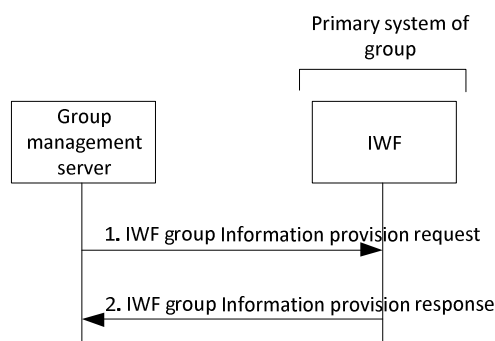 Primary system of
group
Group
management
server
IWF
1. IWF group Information provision request
2. IWF group Information provision response